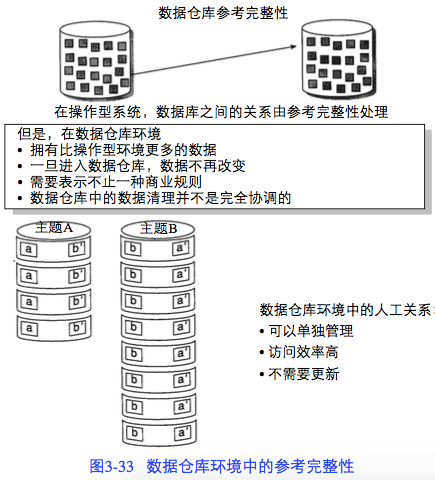 数据仓库参考完整性
在操作型系统，数据库之间的关系由参考完整性处理
但是，在数据仓库环境
• 拥有比操作型环境更多的数据
• 一旦进入数据仓库，数据不再改变
• 需要表示不止一种商业规则
• 数据仓库中的数据清理并不是完全协调的
主题A
a b'
a b'
a b'
a b'
主题B
b a'
b a'
b a'
b a'
b a'
b a'
b a'
b a'
数据仓库环境中的人工关系：
• 可以单独管理
• 访问效率高
• 不需要更新
图3-33 数据仓库环境中的参考完整性